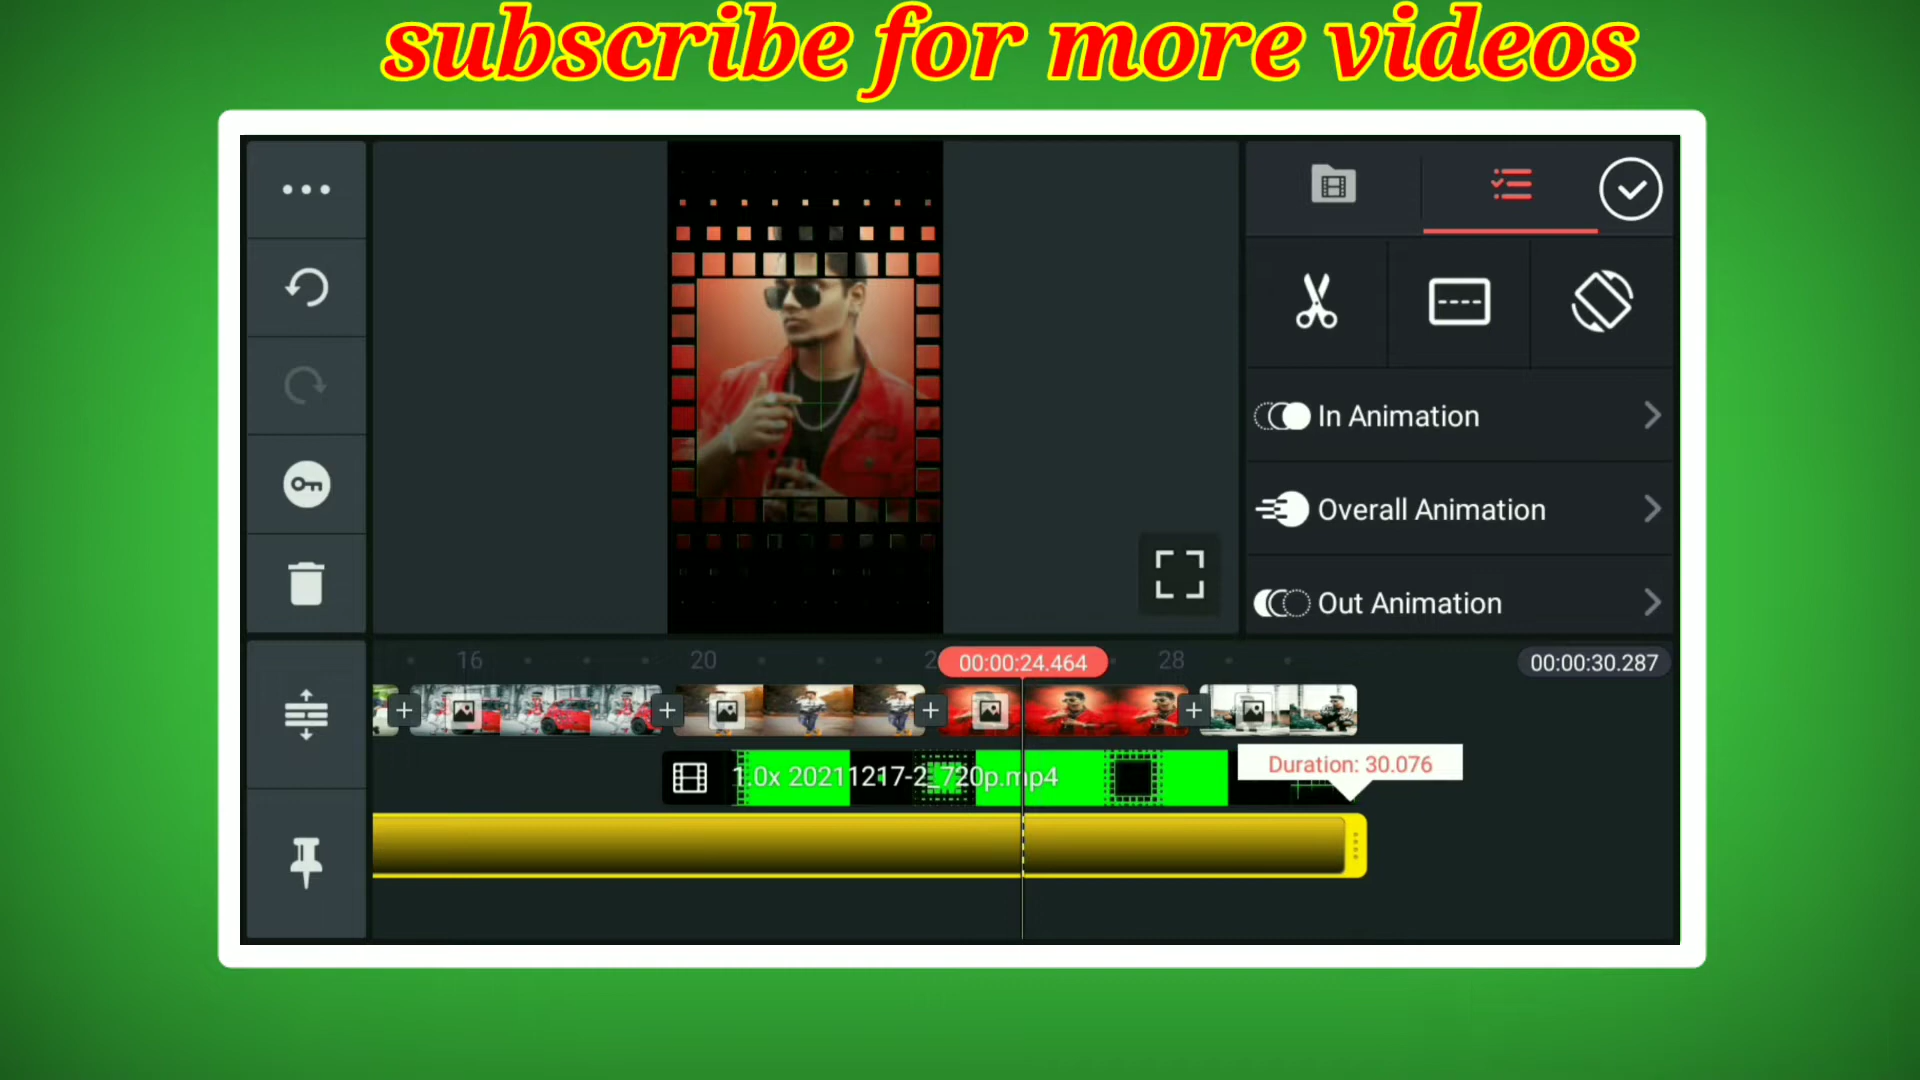 subscribe for more videos
In Animation
Overall Animation
Out Animation
16
20
2
00:00:24.464
28
00:00:30.287
1.0x 20211217-2_720p.mp4
Duration: 30.076